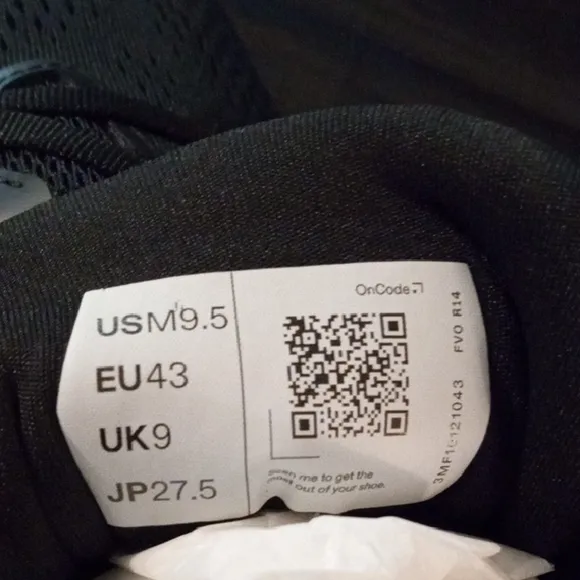 USM9.5
EU43
UK9
JP27.5
OnCode
me to get the
out of your shoe.
FVO R14